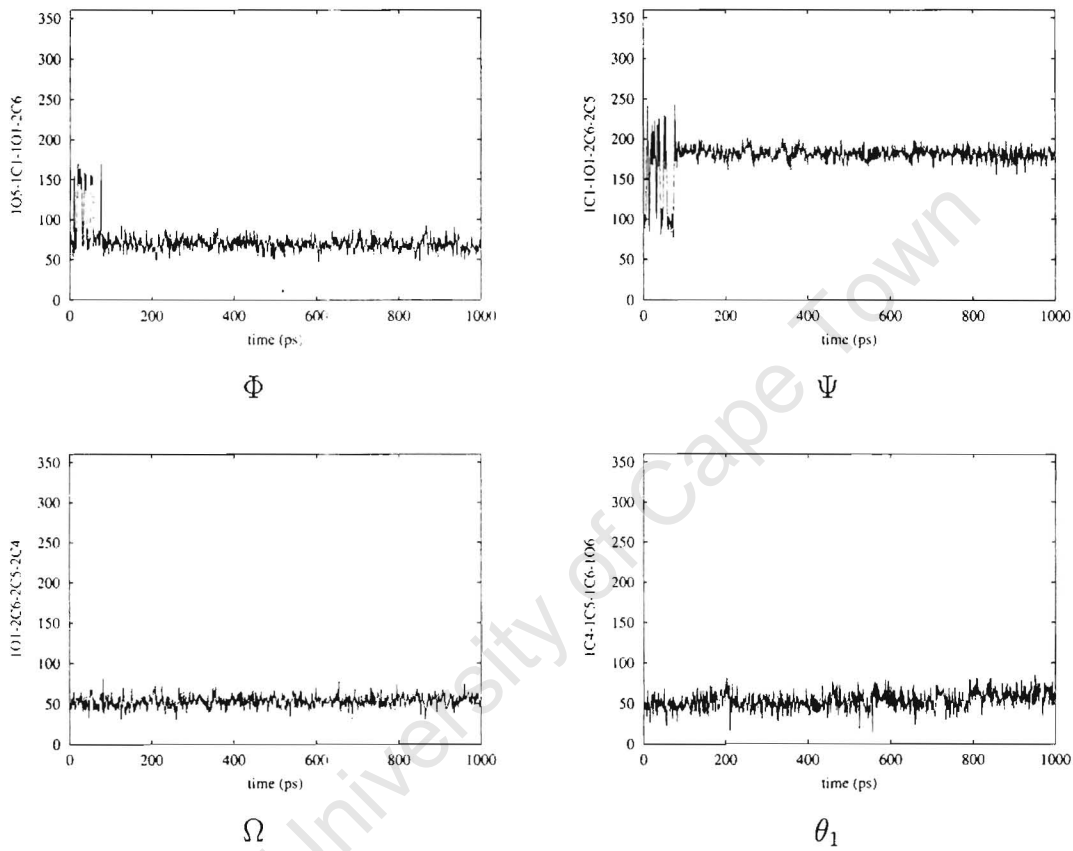 350
300
250
200
150
100
50
0
1O5-1C1-1O1-2C6
0 200 400 600 800 1000
time (ps)
Φ
350
300
250
200
150
100
50
0
1C1-1O1-2C6-2C5
0 200 400 600 800 1000
time (ps)
Ψ
350
300
250
200
150
100
50
0
1O1-2C6-2C5-2C4
0 200 400 600 800 1000
time (ps)
Ω
350
300
250
200
150
100
50
0
1C4-1C5-1C6-1O6
0 200 400 600 800 1000
time (ps)
θ₁
University of Cape Town